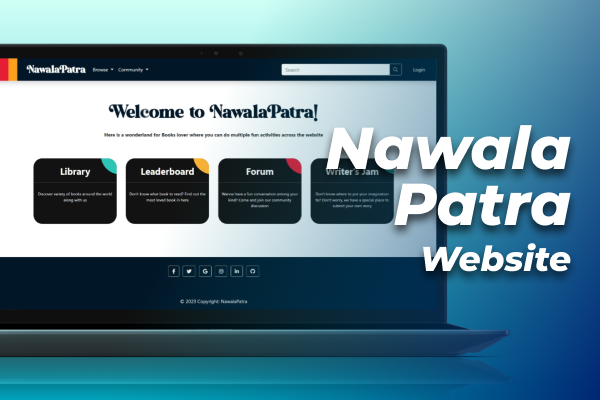 NawalaPatra Browse Community Search Login
Welcome to NawalaPatra!
Here is a wonderland for Books lover where you can do multiple fun activities across the website
Library
Discover variety of books around the world
along with us
Leaderboard
Don't know what book to read? Find out the
most loved book in here
Forum
Wanna have a fun conversation among your
kind? Come and join our community
discussion
Writer's Jam
Don't know where to put your imagination
to? Don't worry, we have a special place to
submit your own story
Nawala
Patra
Website
© 2023 Copyright: NawalaPatra